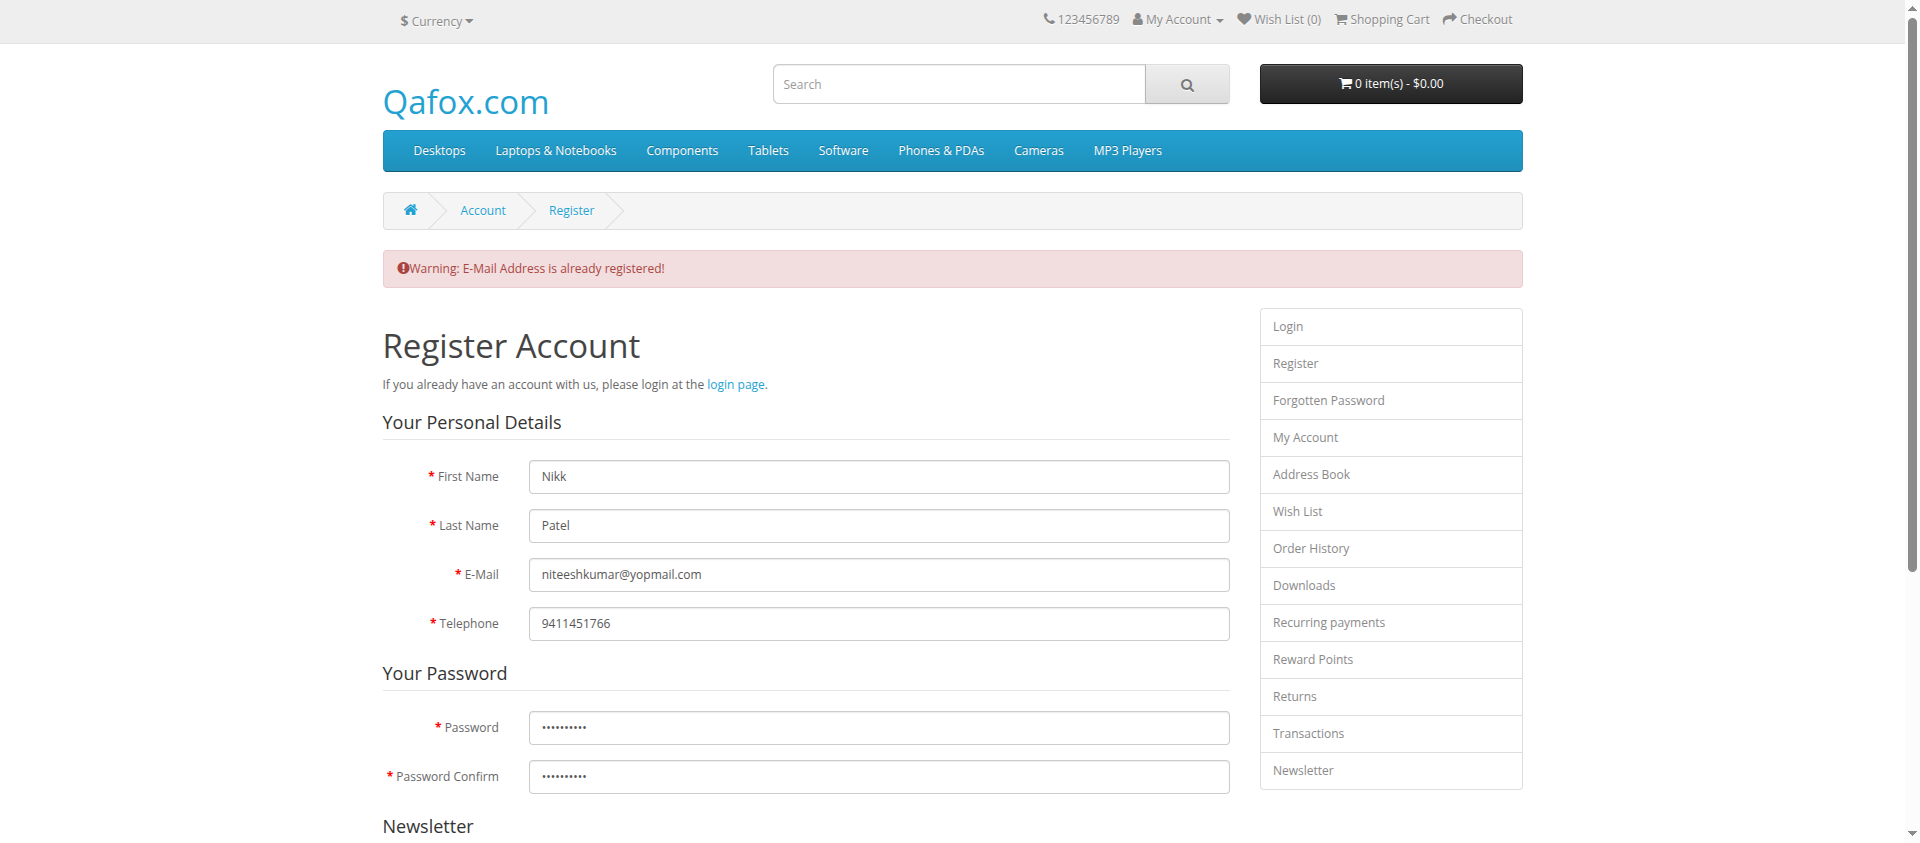 $ Currency
123456789 My Account Wish List (0) Shopping Cart Checkout
Qafox.com
Search
0 item(s) - $0.00
Desktops Laptops & Notebooks Components Tablets Software Phones & PDAs Cameras MP3 Players
Account Register
Warning: E-Mail Address is already registered!
Register Account
If you already have an account with us, please login at the login page.
Your Personal Details
* First Name Nikk
* Last Name Patel
* E-Mail niteeshkumar@yopmail.com
* Telephone 9411451766
Your Password
* Password ••••••••••
* Password Confirm ••••••••••
Newsletter
Login
Register
Forgotten Password
My Account
Address Book
Wish List
Order History
Downloads
Recurring payments
Reward Points
Returns
Transactions
Newsletter